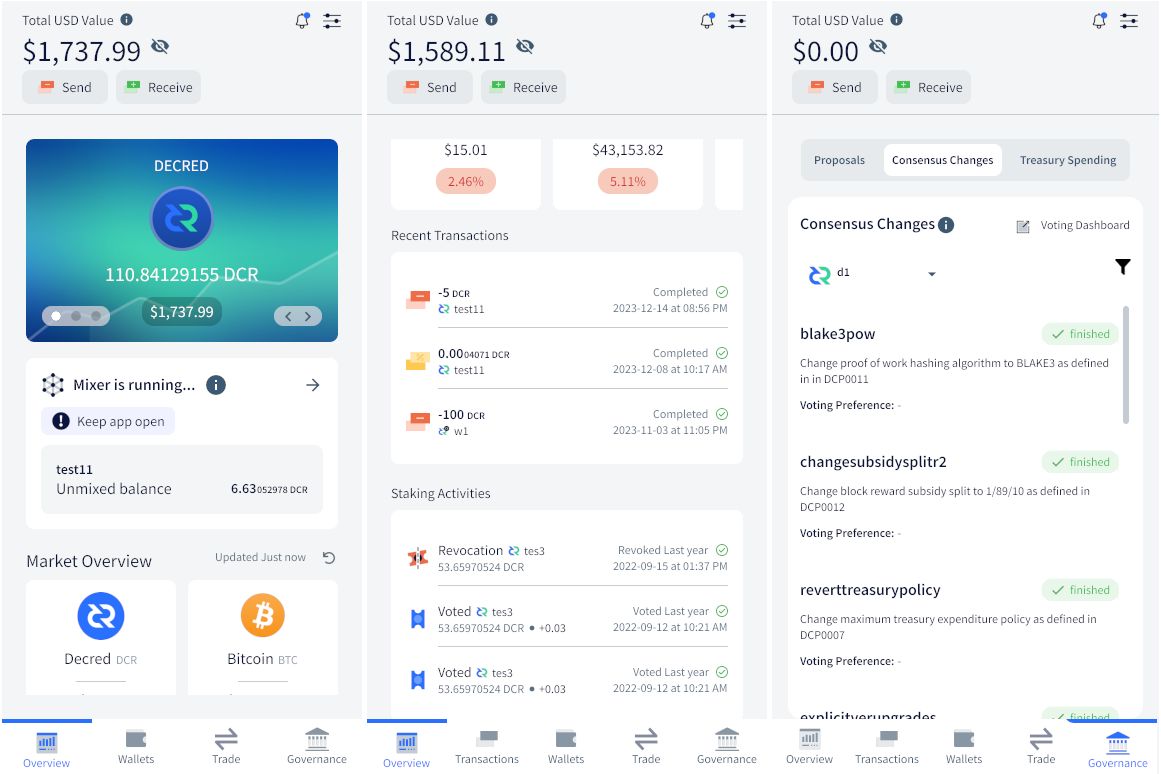 Total USD Value
$1,737.99
Send
Receive
DECRED
110.84129155 DCR
$1,737.99
Mixer is running...
Keep app open
test11
Unmixed balance
6.63052978 DCR
Market Overview
Updated Just now
Decred DCR
Bitcoin BTC
Overview
Wallets
Trade
Governance
Total USD Value
$1,589.11
Send
Receive
$15.01
$43,153.82
2.46%
5.11%
Recent Transactions
-5 DCR
Completed
test11
2023-12-14 at 08:56 PM
0.0004071 DCR
Completed
test11
2023-12-08 at 10:17 AM
-100 DCR
Completed
w1
2023-11-03 at 11:05 PM
Staking Activities
Revocation tes3
Revoked Last year
53.65970524 DCR
2022-09-15 at 01:37 PM
Voted tes3
Voted Last year
53.65970524 DCR • +0.03
2022-09-12 at 10:21 AM
Voted tes3
Voted Last year
53.65970524 DCR • +0.03
2022-09-12 at 10:21 AM
Overview
Transactions
Wallets
Trade
Governance
Total USD Value
$0.00
Send
Receive
Proposals
Consensus Changes
Treasury Spending
Consensus Changes
Voting Dashboard
d1
blake3pow
finished
Change proof of work hashing algorithm to BLAKE3 as defined
in in DCP0011
Voting Preference: -
changesubsidysplitr2
finished
Change block reward subsidy split to 1/89/10 as defined in
DCP0012
Voting Preference: -
reverttreasurypolicy
finished
Change maximum treasury expenditure policy as defined in
DCP0007
Voting Preference: -
explicitverupgrades
finished
Overview
Transactions
Wallets
Trade
Governance